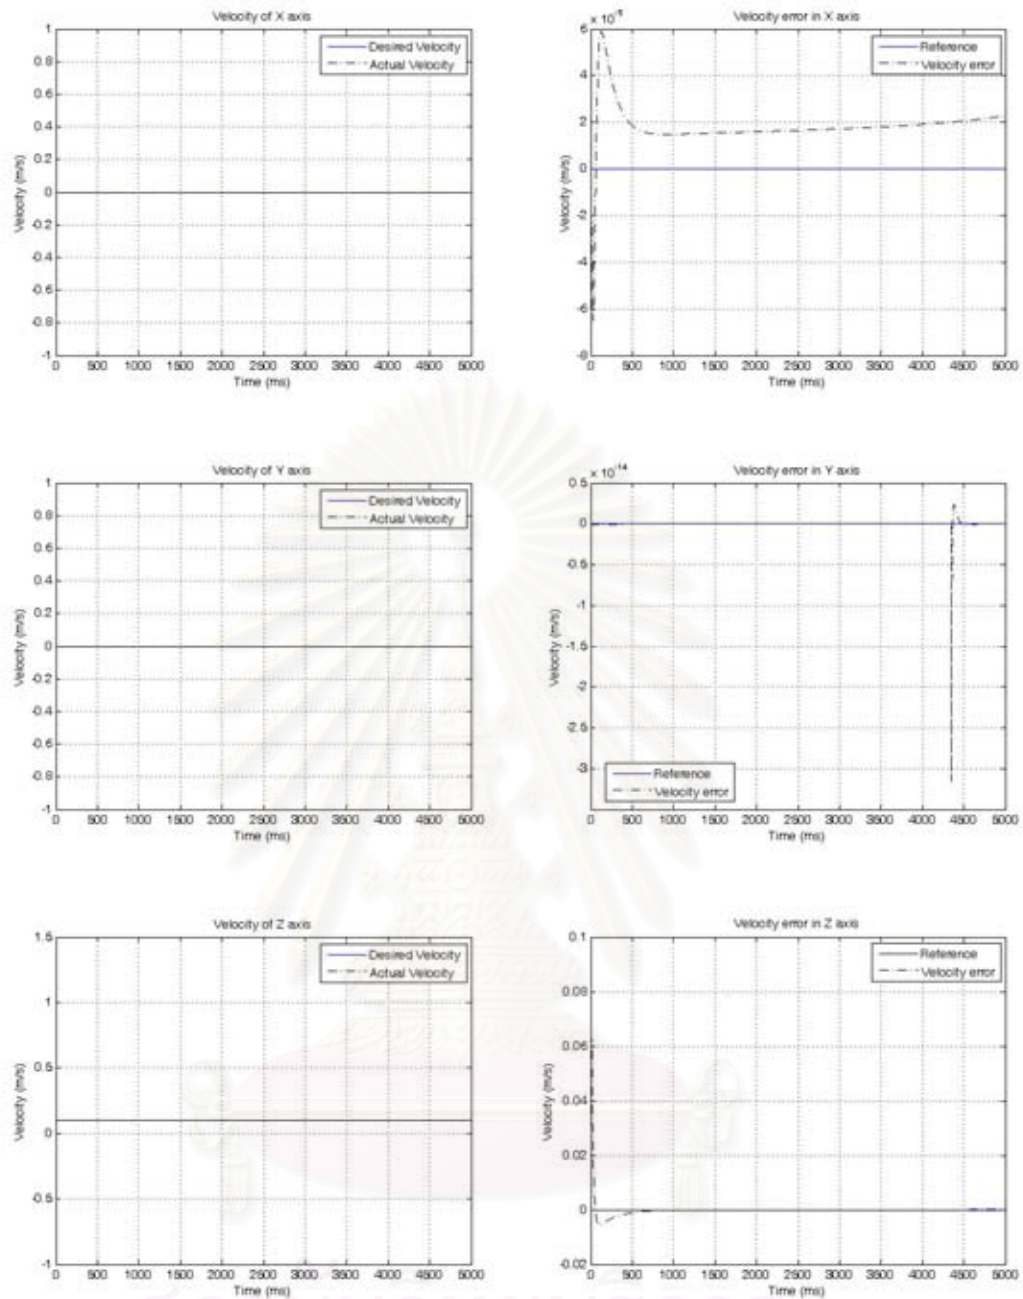 Velocity of X axis
1
0.8
0.6
0.4
0.2
0
-0.2
-0.4
-0.6
-0.8
-1
Velocity (m/s)
Desired Velocity
Actual Velocity
0 500 1000 1500 2000 2500 3000 3500 4000 4500 5000
Time (ms)
Velocity error in X axis
6
4
2
0
-2
-4
-6
-8
Velocity (m/s)
Reference
Velocity error
0 500 1000 1500 2000 2500 3000 3500 4000 4500 5000
Time (ms)
Velocity of Y axis
1
0.8
0.6
0.4
0.2
0
-0.2
-0.4
-0.6
-0.8
-1
Velocity (m/s)
Desired Velocity
Actual Velocity
0 500 1000 1500 2000 2500 3000 3500 4000 4500 5000
Time (ms)
Velocity error in Y axis
× 10⁻¹⁴
0.5
0
-0.5
-1
-1.5
-2
-2.5
-3
Velocity (m/s)
Reference
Velocity error
0 500 1000 1500 2000 2500 3000 3500 4000 4500 5000
Time (ms)
Velocity of Z axis
1.5
1
0.5
0
-0.5
-1
Velocity (m/s)
Desired Velocity
Actual Velocity
0 500 1000 1500 2000 2500 3000 3500 4000 4500 5000
Time (ms)
Velocity error in Z axis
0.1
0.08
0.06
0.04
0.02
0
-0.02
Velocity (m/s)
Reference
Velocity error
0 500 1000 1500 2000 2500 3000 3500 4000 4500 5000
Time (ms)